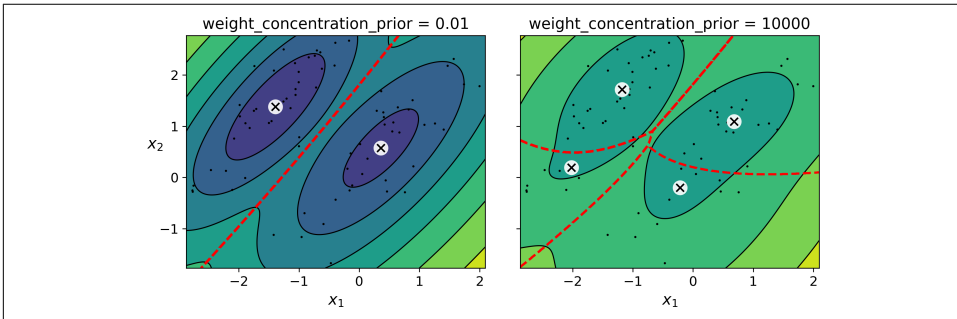 weight_concentration_prior = 0.01
weight_concentration_prior = 10000
x₂
2
1
0
−1
−2 −1 0 1 2
−2 −1 0 1 2
x₁
x₁